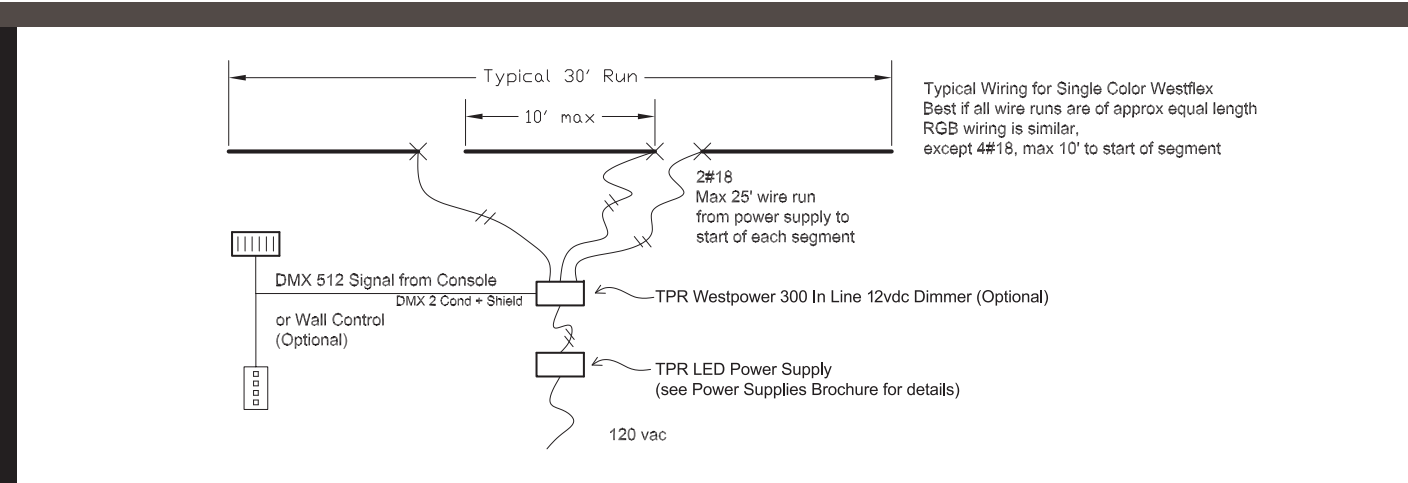 Typical 30' Run
10' max
Typical Wiring for Single Color Westflex
Best if all wire runs are of approx equal length
RGB wiring is similar,
except 4#18, max 10' to start of segment
2#18
Max 25' wire run
from power supply to
start of each segment
DMX 512 Signal from Console
DMX 2 Cond + Shield
or Wall Control
(Optional)
TPR Westpower 300 In Line 12vdc Dimmer (Optional)
TPR LED Power Supply
(see Power Supplies Brochure for details)
120 vac